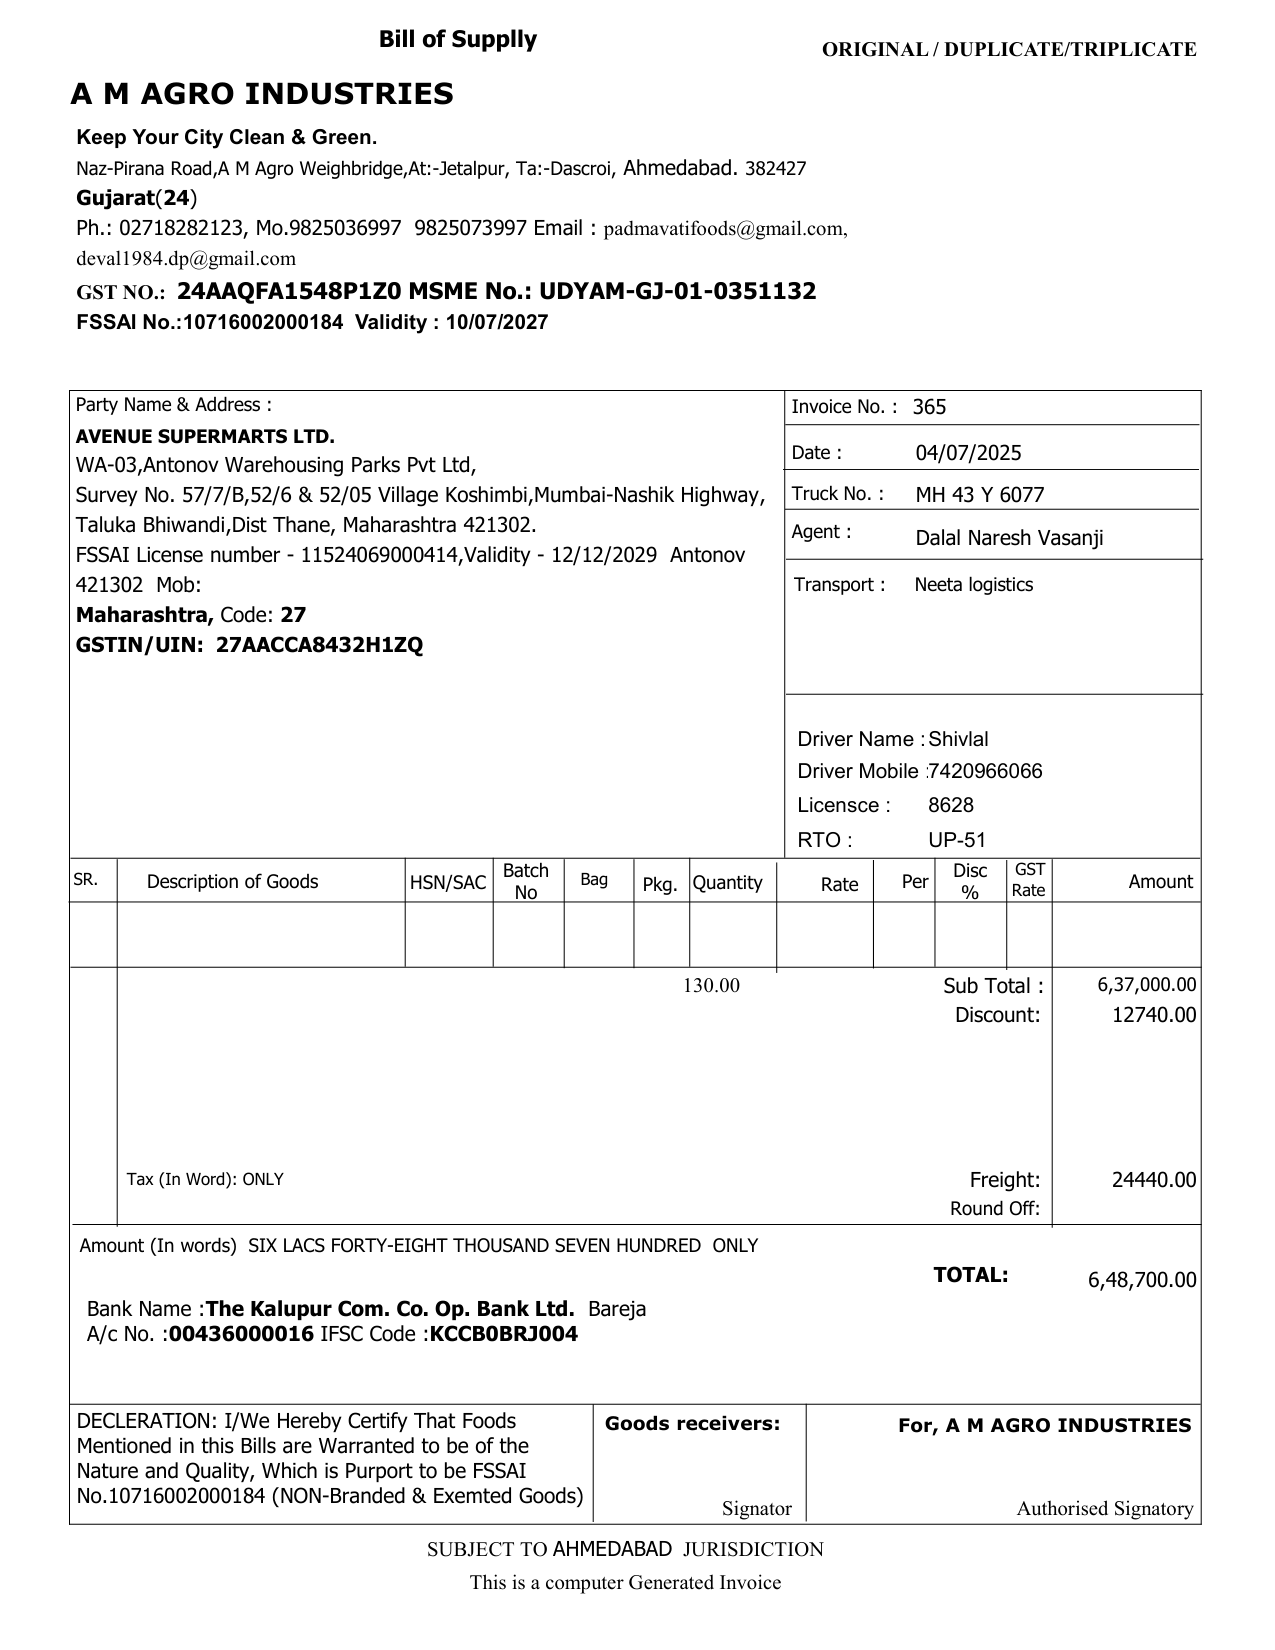 Bill of Supplly
ORIGINAL / DUPLICATE/TRIPLICATE
A M AGRO INDUSTRIES
Keep Your City Clean & Green.
Naz-Pirana Road,A M Agro Weighbridge,At:-Jetalpur, Ta:-Dascroi, Ahmedabad. 382427
Gujarat(24)
Ph.: 02718282123, Mo.9825036997 9825073997 Email : padmavatifoods@gmail.com,
deval1984.dp@gmail.com
GST NO.: 24AAQFA1548P1Z0 MSME No.: UDYAM-GJ-01-0351132
FSSAI No.:10716002000184 Validity : 10/07/2027
Party Name & Address :
AVENUE SUPERMARTS LTD.
WA-03,Antonov Warehousing Parks Pvt Ltd,
Survey No. 57/7/B,52/6 & 52/05 Village Koshimbi,Mumbai-Nashik Highway,
Taluka Bhiwandi,Dist Thane, Maharashtra 421302.
FSSAI License number - 11524069000414,Validity - 12/12/2029 Antonov
421302 Mob:
Maharashtra, Code: 27
GSTIN/UIN: 27AACCA8432H1ZQ
Invoice No. : 365
Date : 04/07/2025
Truck No. : MH 43 Y 6077
Agent : Dalal Naresh Vasanji
Transport : Neeta logistics
Driver Name : Shivlal
Driver Mobile :7420966066
Licensce : 8628
RTO : UP-51
SR. Description of Goods HSN/SAC Batch No Bag Pkg. Quantity Rate Per Disc % GST Rate Amount
130.00 Sub Total : 6,37,000.00
Discount: 12740.00
Tax (In Word): ONLY Freight: 24440.00
Round Off:
Amount (In words) SIX LACS FORTY-EIGHT THOUSAND SEVEN HUNDRED ONLY
TOTAL: 6,48,700.00
Bank Name :The Kalupur Com. Co. Op. Bank Ltd. Bareja
A/c No. :00436000016 IFSC Code :KCCB0BRJ004
DECLERATION: I/We Hereby Certify That Foods
Mentioned in this Bills are Warranted to be of the
Nature and Quality, Which is Purport to be FSSAI
No.10716002000184 (NON-Branded & Exemted Goods)
Goods receivers:
Signator
For, A M AGRO INDUSTRIES
Authorised Signatory
SUBJECT TO AHMEDABAD JURISDICTION
This is a computer Generated Invoice